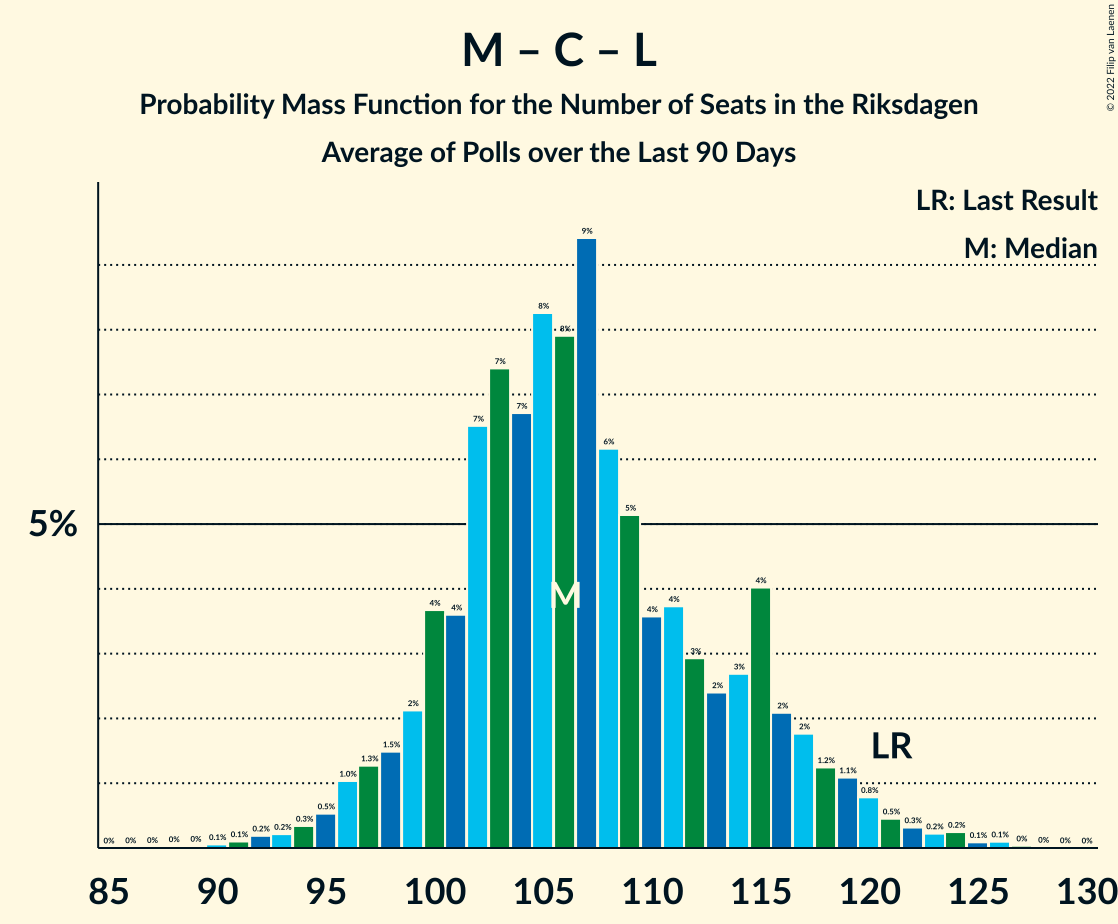 M – C – L
Probability Mass Function for the Number of Seats in the Riksdagen
Average of Polls over the Last 90 Days
© 2022 Filip van Laenen
LR: Last Result
M: Median
5%
0% 0% 0% 0% 0% 0.1% 0.1% 0.2% 0.2% 0.3% 0.5% 1.0% 1.3% 1.5% 2% 4% 4% 7% 7% 7% 8% 8% 9% 6% 5% 4% 4% 3% 2% 3% 4% 2% 2% 1.2% 1.1% 0.8% 0.5% 0.3% 0.2% 0.2% 0.1% 0.1% 0% 0% 0% 0%
M
LR
85 90 95 100 105 110 115 120 125 130